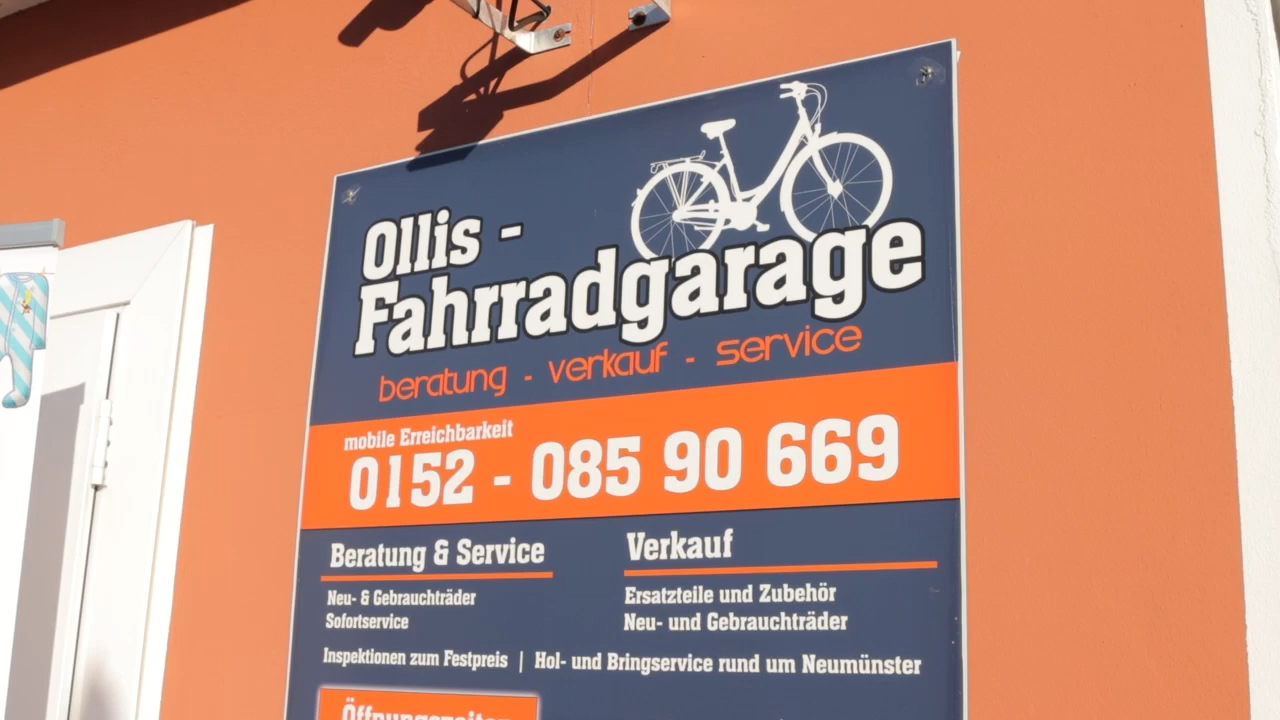 Ollis -
Fahrradgarage
beratung - verkauf - service
mobile Erreichbarkeit
0152 - 085 90 669
Beratung & Service
Neu- & Gebrauchträder
Sofortservice
Verkauf
Ersatzteile und Zubehör
Neu- und Gebrauchträder
Inspektionen zum Festpreis | Hol- und Bringservice rund um Neumünster
Öffnungszeiten